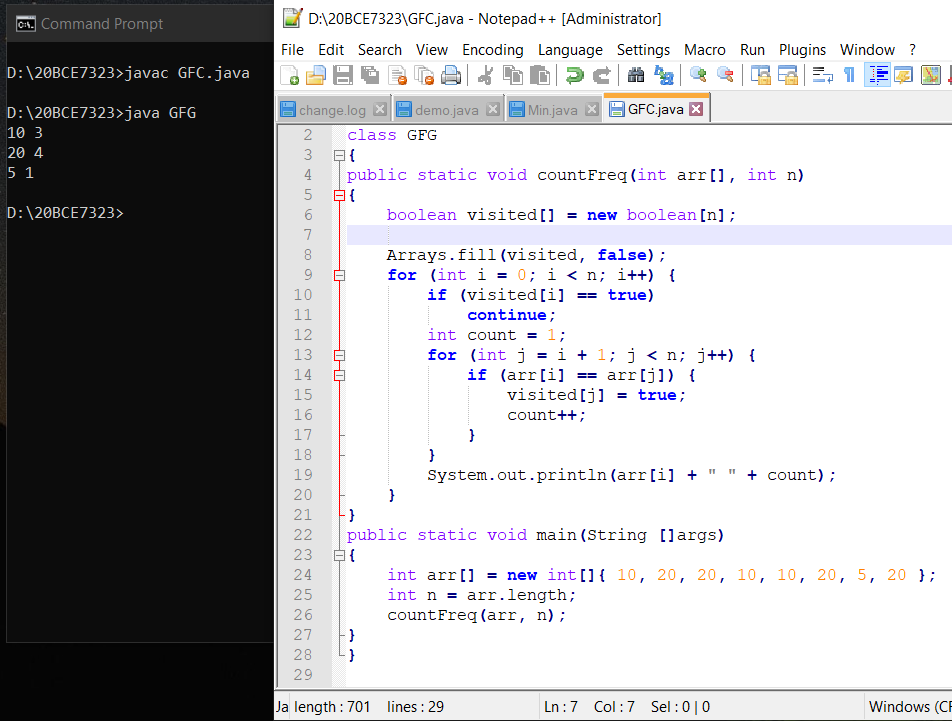 Command Prompt
D:\20BCE7323>javac GFC.java
D:\20BCE7323>java GFG
10 3
20 4
5 1
D:\20BCE7323>
D:\20BCE7323\GFC.java - Notepad++ [Administrator]
File Edit Search View Encoding Language Settings Macro Run Plugins Window ?
change.log demo.java Min.java GFC.java
2 class GFG
3 {
4 public static void countFreq(int arr[], int n)
5 {
6 boolean visited[] = new boolean[n];
7
8 Arrays.fill(visited, false);
9 for (int i = 0; i < n; i++) {
10 if (visited[i] == true)
11 continue;
12 int count = 1;
13 for (int j = i + 1; j < n; j++) {
14 if (arr[i] == arr[j]) {
15 visited[j] = true;
16 count++;
17 }
18 }
19 System.out.println(arr[i] + " " + count);
20 }
21 }
22 public static void main(String []args)
23 {
24 int arr[] = new int[]{ 10, 20, 20, 10, 10, 20, 5, 20 };
25 int n = arr.length;
26 countFreq(arr, n);
27 }
28 }
29
Ja length : 701 lines : 29 Ln : 7 Col : 7 Sel : 0 | 0 Windows (CF